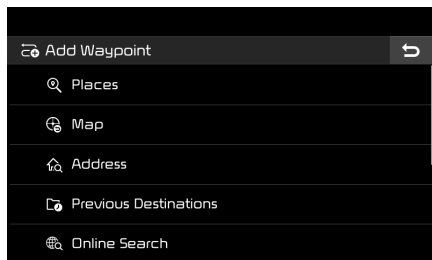 Add Waypoint
Places
Map
Address
Previous Destinations
Online Search